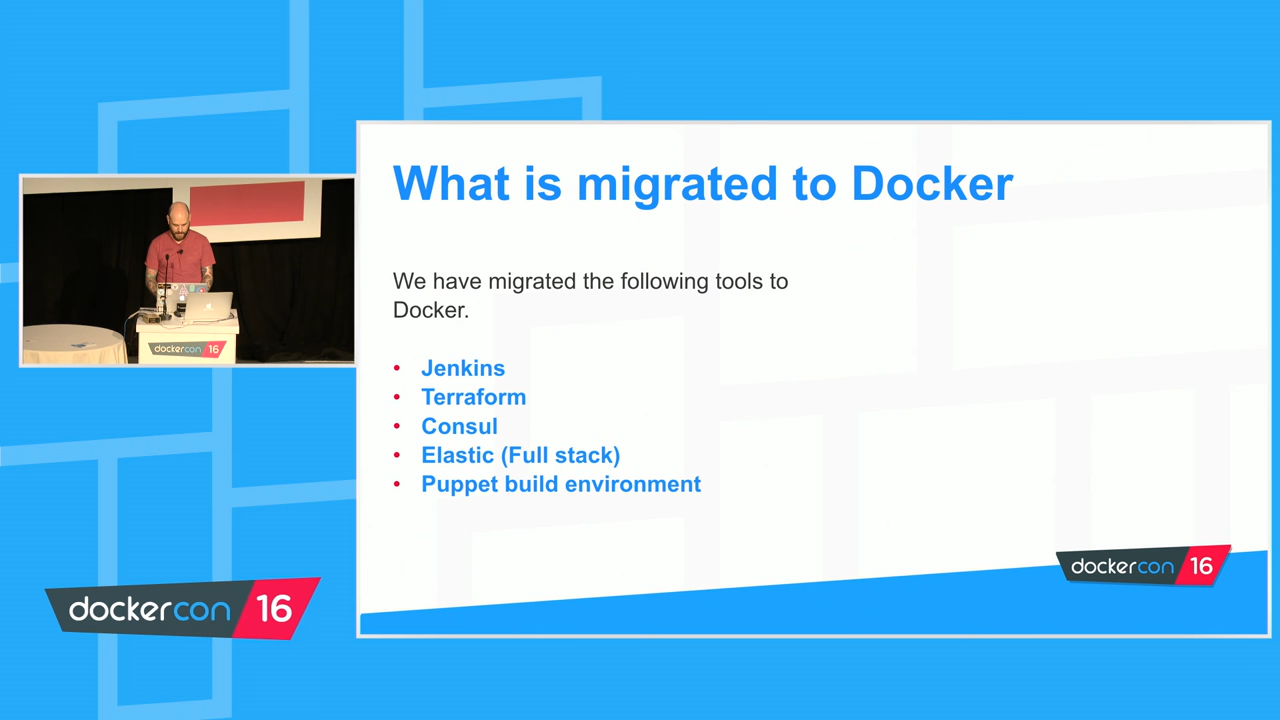 What is migrated to Docker
We have migrated the following tools to
Docker.
• Jenkins
• Terraform
• Consul
• Elastic (Full stack)
• Puppet build environment
dockercon 16
dockercon 16
dockercon 16